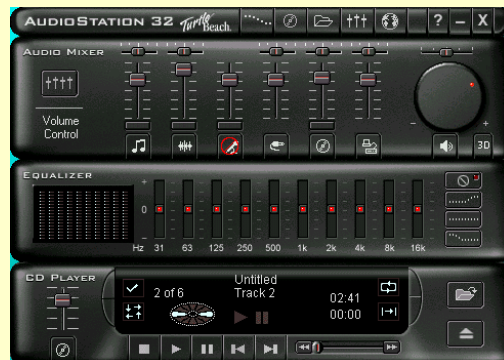 AUDIOSTATION 32 Turtle Beach ? – X
AUDIO MIXER
Volume
Control
- +
3D
EQUALIZER
+
0
-
Hz 31 63 125 250 500 1k 2k 4k 8k 16k
CD PLAYER
Untitled
2 of 6 Track 2
02:41
00:00